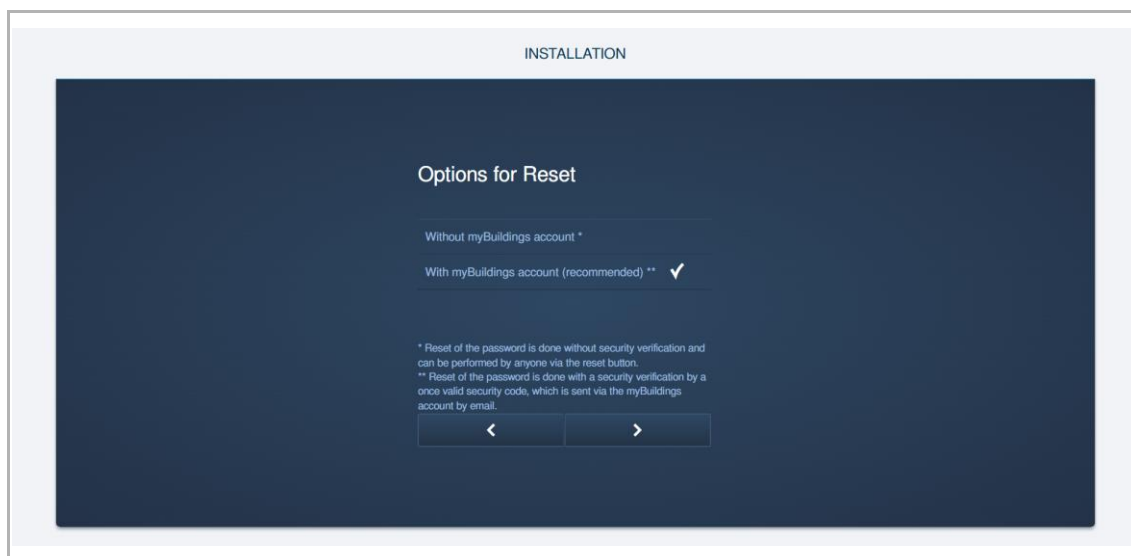 INSTALLATION
Options for Reset
Without myBuildings account *
With myBuildings account (recommended) **
* Reset of the password is done without security verification and
can be performed by anyone via the reset button.
** Reset of the password is done with a security verification by a
once valid security code, which is sent via the myBuildings
account by email.